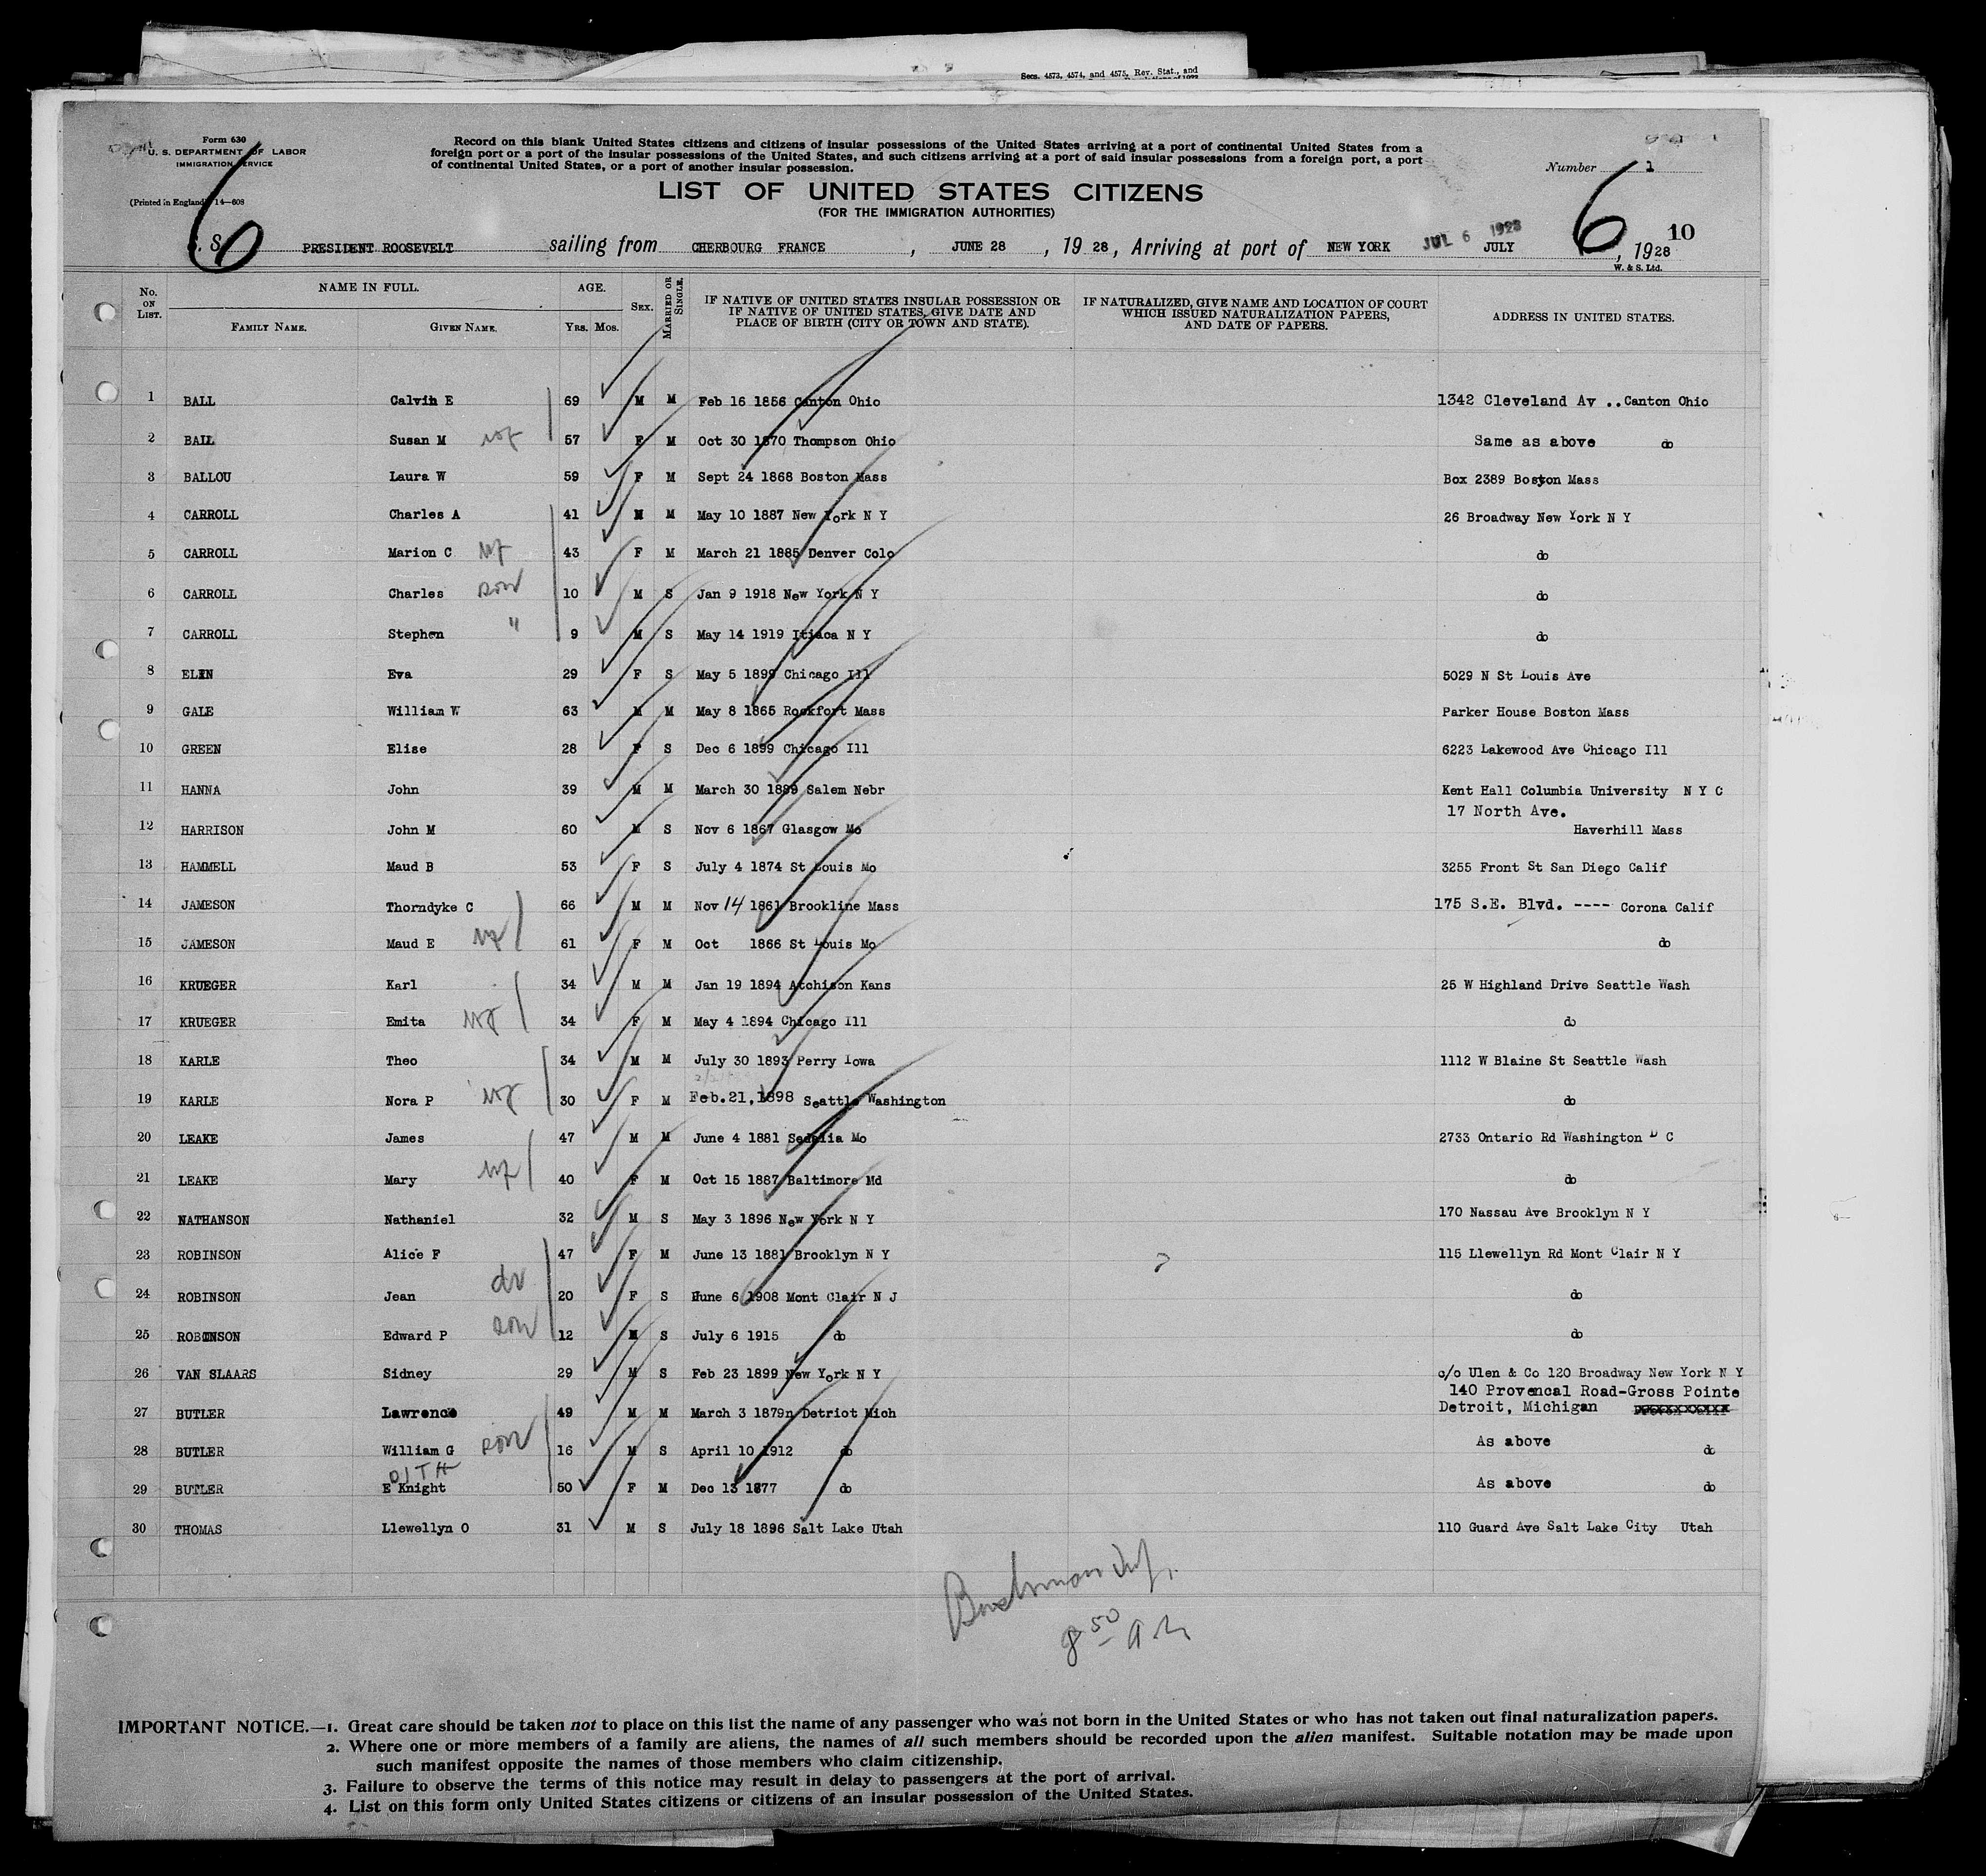 Secs. 4573, 4574, and 4575, Rev. Stat., and
Form 630
U. S. DEPARTMENT OF LABOR
IMMIGRATION SERVICE
(Printed in England) 14—608
Record on this blank United States citizens and citizens of insular possessions of the United States arriving at a port of continental United States from a
foreign port or a port of the insular possessions of the United States, and such citizens arriving at a port of said insular possessions from a foreign port, a port
of continental United States, or a port of another insular possession.
Number 1
LIST OF UNITED STATES CITIZENS
(FOR THE IMMIGRATION AUTHORITIES)
6 6 10
S. S. PRESIDENT ROOSEVELT sailing from CHERBOURG FRANCE, JUNE 28, 1928, Arriving at port of NEW YORK JUL 6 1928 JULY, 1928
W. & S. Ltd.
No. ON LIST. NAME IN FULL. FAMILY NAME. GIVEN NAME. AGE. YRS. MOS. SEX. MARRIED OR SINGLE. IF NATIVE OF UNITED STATES INSULAR POSSESSION OR IF NATIVE OF UNITED STATES, GIVE DATE AND PLACE OF BIRTH (CITY OR TOWN AND STATE). IF NATURALIZED, GIVE NAME AND LOCATION OF COURT WHICH ISSUED NATURALIZATION PAPERS, AND DATE OF PAPERS. ADDRESS IN UNITED STATES.
1 BALL Calvin E 69 M M Feb 16 1856 Canton Ohio 1342 Cleveland Av ..Canton Ohio
2 BALL Susan M wf 57 F M Oct 30 1870 Thompson Ohio Same as above do
3 BALLOU Laura W 59 F M Sept 24 1868 Boston Mass Box 2389 Boston Mass
4 CARROLL Charles A 41 M M May 10 1887 New York N Y 26 Broadway New York N Y
5 CARROLL Marion C wf 43 F M March 21 1885 Denver Colo do
6 CARROLL Charles son 10 M S Jan 9 1918 New York N Y do
7 CARROLL Stephen " 9 M S May 14 1919 Itiaca N Y do
8 ELIN Eva 29 F S May 5 1899 Chicago Ill 5029 N St Louis Ave
9 GALE William W 63 M M May 8 1865 Rockfort Mass Parker House Boston Mass
10 GREEN Elise 28 F S Dec 6 1899 Chicago Ill 6223 Lakewood Ave Chicago Ill
11 HANNA John 39 M M March 30 1889 Salem Nebr Kent Hall Columbia University N Y C
12 HARRISON John M 60 M S Nov 6 1867 Glasgow Mo 17 North Ave.
Haverhill Mass
13 HAMMELL Maud B 53 F S July 4 1874 St Louis Mo 3255 Front St San Diego Calif
14 JAMESON Thorndyke C 66 M M Nov 14 1861 Brookline Mass 175 S.E. Blvd. ---- Corona Calif
15 JAMESON Maud E wf 61 F M Oct 1866 St Louis Mo do
16 KRUEGER Karl 34 M M Jan 19 1894 Atchison Kans 25 W Highland Drive Seattle Wash
17 KRUEGER Emita wf 34 F M May 4 1894 Chicago Ill do
18 KARLE Theo 34 M M July 30 1893 Perry Iowa 1112 W Blaine St Seattle Wash
19 KARLE Nora P wf 30 F M Feb.21,1898 Seattle Washington do
20 LEAKE James 47 M M June 4 1881 Sedalia Mo 2733 Ontario Rd Washington D C
21 LEAKE Mary wf 40 F M Oct 15 1887 Baltimore Md do
22 NATHANSON Nathaniel 32 M S May 3 1896 New York N Y 170 Nassau Ave Brooklyn N Y
23 ROBINSON Alice F 47 F M June 13 1881 Brooklyn N Y 115 Llewellyn Rd Mont Clair N Y
24 ROBINSON Jean dr 20 F S June 6 1908 Mont Clair N J do
25 ROBINSON Edward P son 12 M S July 6 1915 do do
26 VAN SLAARS Sidney 29 M S Feb 23 1899 New York N Y c/o Ulen & Co 120 Broadway New York N Y
140 Provencal Road-Gross Pointe
27 BUTLER Lawrence 49 M M March 3 1879n Detriot Mich Detroit, Michigan
28 BUTLER William G son 16 M S April 10 1912 do As above do
DITH
29 BUTLER E Knight 50 F M Dec 13 1877 do As above do
30 THOMAS Llewellyn O 31 M S July 18 1896 Salt Lake Utah 110 Guard Ave Salt Lake City Utah
8 50 am
IMPORTANT NOTICE.—1. Great care should be taken not to place on this list the name of any passenger who was not born in the United States or who has not taken out final naturalization papers.
2. Where one or more members of a family are aliens, the names of all such members should be recorded upon the alien manifest. Suitable notation may be made upon
such manifest opposite the names of those members who claim citizenship.
3. Failure to observe the terms of this notice may result in delay to passengers at the port of arrival.
4. List on this form only United States citizens or citizens of an insular possession of the United States.